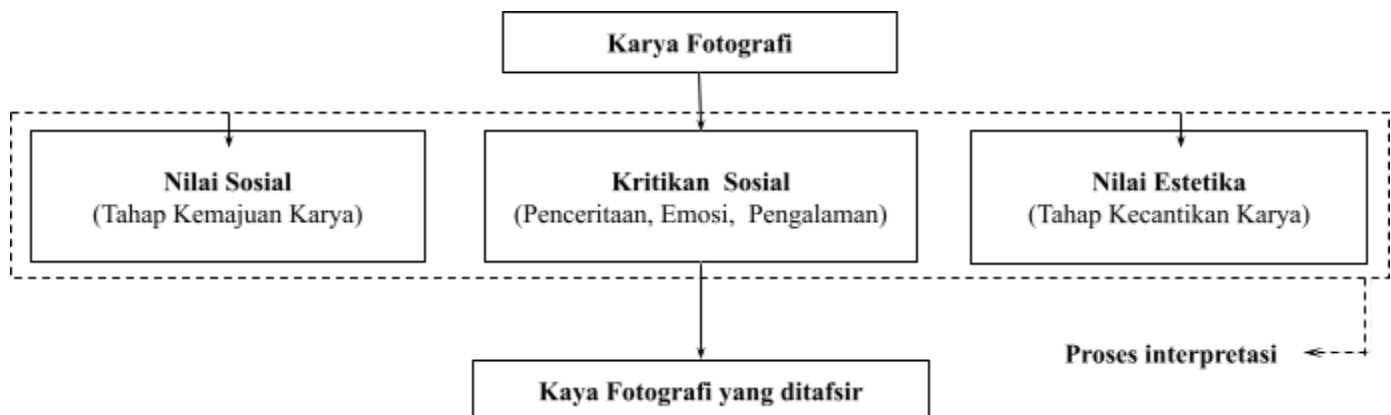 Karya Fotografi
Nilai Sosial
(Tahap Kemajuan Karya)
Kritikan Sosial
(Penceritaan, Emosi, Pengalaman)
Nilai Estetika
(Tahap Kecantikan Karya)
Proses interpretasi
Kaya Fotografi yang ditafsir